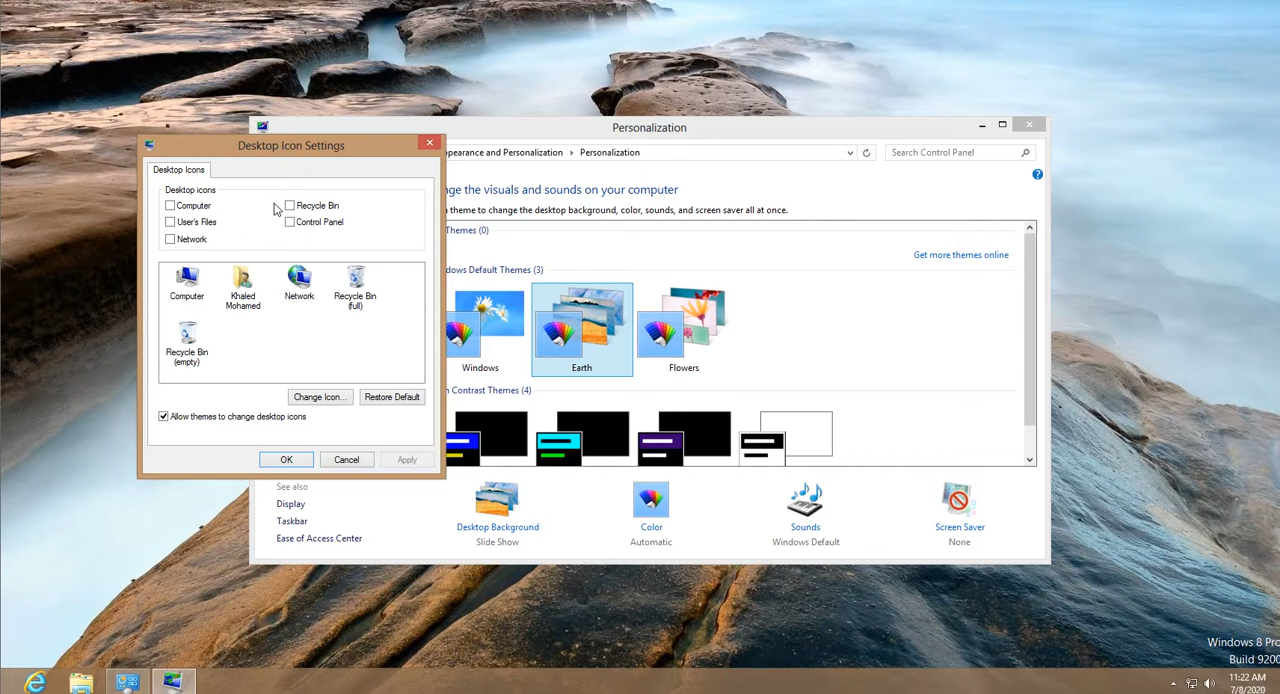 Personalization
Desktop Icon Settings
ppearance and Personalization
Personalization
Search Control Panel
Desktop Icons
Desktop icons
Computer
Recycle Bin
User's Files
Control Panel
Network
nge the visuals and sounds on your computer
theme to change the desktop background, color, sounds, and screen saver all at once.
Themes (0)
Get more themes online
dows Default Themes (3)
Computer
Khaled
Mohamed
Network
Recycle Bin
(full)
Recycle Bin
(empty)
Windows
Earth
Flowers
Contrast Themes (4)
Change Icon...
Restore Default
Allow themes to change desktop icons
OK
Cancel
Apply
See also
Display
Taskbar
Ease of Access Center
Desktop Background
Slide Show
Color
Automatic
Sounds
Windows Default
Screen Saver
None
Windows 8 Pro
Build 9200
11:22 AM
7/8/2020